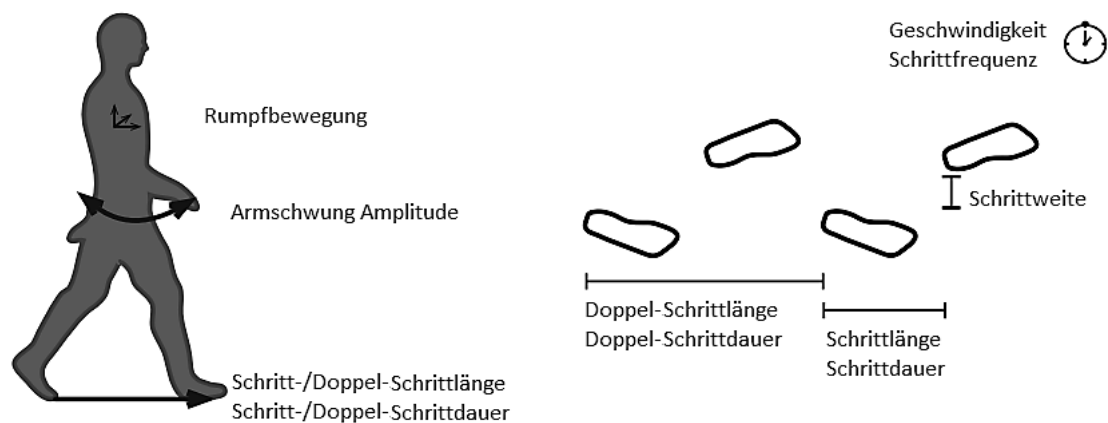 Geschwindigkeit
Schrittfrequenz
Rumpfbewegung
Armschwung Amplitude
Schrittweite
Doppel-Schrittlänge
Doppel-Schrittdauer
Schrittlänge
Schrittdauer
Schritt-/Doppel-Schrittlänge
Schritt-/Doppel-Schrittdauer